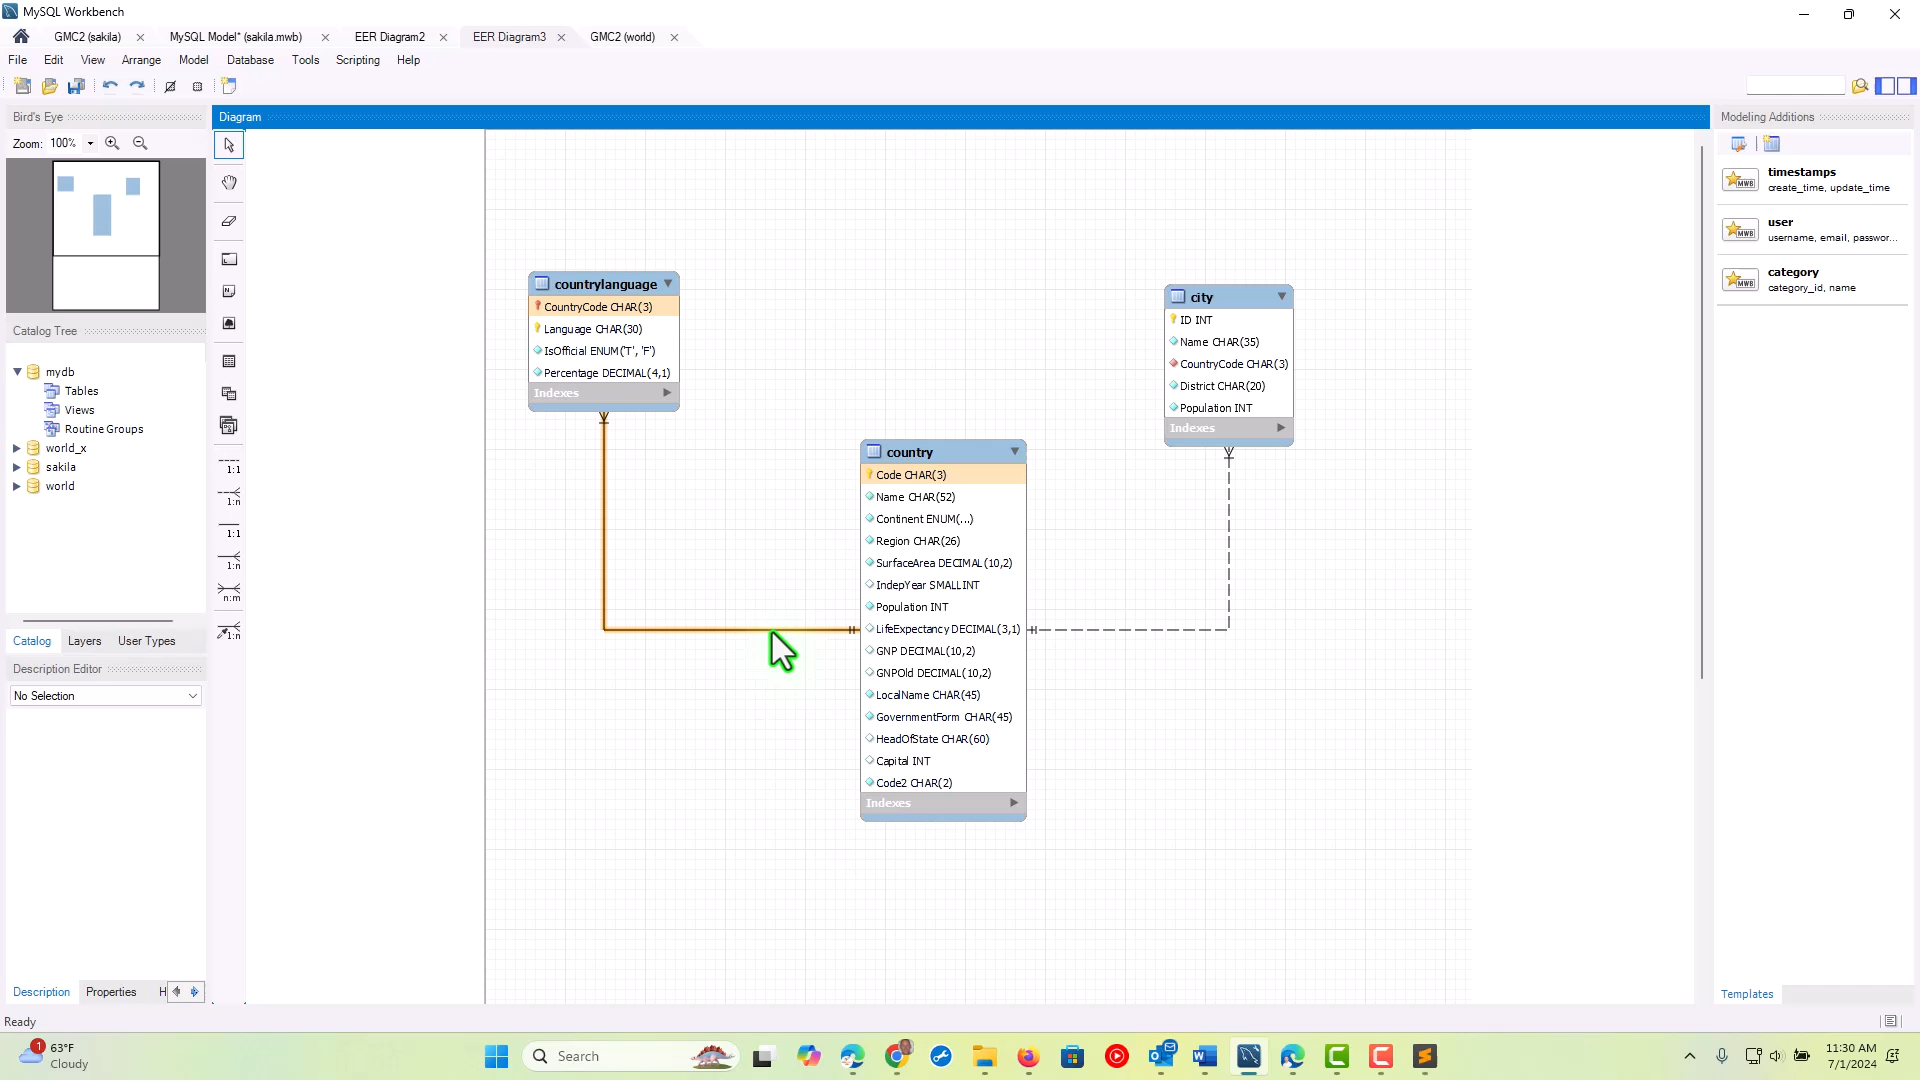 MySQL Workbench
GMC2 (sakila)
MySQL Model* (sakila.mwb)
EER Diagram2
EER Diagram3
GMC2 (world)
File Edit View Arrange Model Database Tools Scripting Help
Bird's Eye
Zoom: 100%
Catalog Tree
mydb
Tables
Views
Routine Groups
world_x
sakila
world
Catalog Layers User Types
Description Editor
No Selection
Description Properties H
Ready
Diagram
1:1
1:n
1:1
1:n
n:m
1:n
countrylanguage
CountryCode CHAR(3)
Language CHAR(30)
IsOfficial ENUM('T', 'F')
Percentage DECIMAL(4,1)
Indexes
country
Code CHAR(3)
Name CHAR(52)
Continent ENUM(...)
Region CHAR(26)
SurfaceArea DECIMAL(10,2)
IndepYear SMALLINT
Population INT
LifeExpectancy DECIMAL(3,1)
GNP DECIMAL(10,2)
GNPOld DECIMAL(10,2)
LocalName CHAR(45)
GovernmentForm CHAR(45)
HeadOfState CHAR(60)
Capital INT
Code2 CHAR(2)
Indexes
city
ID INT
Name CHAR(35)
CountryCode CHAR(3)
District CHAR(20)
Population INT
Indexes
Modeling Additions
MWB
timestamps
create_time, update_time
MWB
user
username, email, passwor...
MWB
category
category_id, name
Templates
1
63°F
Cloudy
Search
11:30 AM
7/1/2024